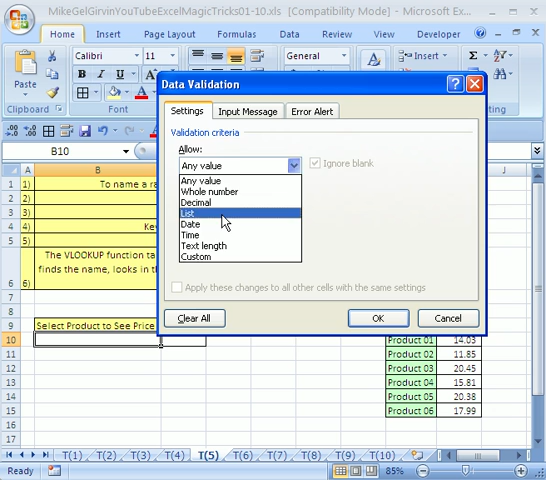 MikeGelGirvinYouTubeExcelMagicTricks01-10.xls [Compatibility Mode] - Microsoft Ex...
Home Insert Page Layout Formulas Data Review View Developer
Paste
Clipboard
Calibri 11
General
Insert
B I U A
B10
Data Validation
Settings Input Message Error Alert
Validation criteria
Allow:
Any value
Ignore blank
Any value
Whole number
Decimal
List
Date
Time
Text length
Custom
Apply these changes to all other cells with the same settings
Clear All OK Cancel
A B J
1 1) To name a ra
2 2)
3 3)
4 4) Key
5 5)
The VLOOKUP function ta
finds the name, looks in th
6 6)
7
8
9 Select Product to See Price
10 Product 01 14.03
11 Product 02 11.85
12 Product 03 20.45
13 Product 04 15.81
14 Product 05 20.38
15 Product 06 17.99
16
17
T(1) T(2) T(3) T(4) T(5) T(6) T(7) T(8) T(9) T(10)
Ready 85%